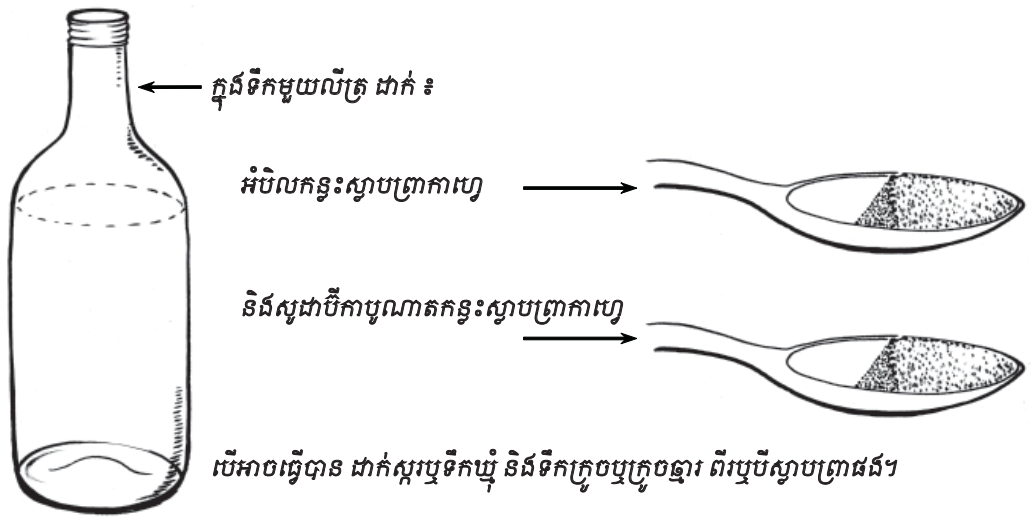 ក្នុងទឹកមួយលីត្រ ដាក់ ៖
អំបិលកន្លះស្លាបព្រាកាហ្វេ
និងសូដាប៊ីកាបូណាតកន្លះស្លាបព្រាកាហ្វេ
បើអាចធ្វើបាន ដាក់ស្ករឬទឹកឃ្មុំ និងទឹកក្រូចឬក្រូចឆ្មារ ពីរឬបីស្លាបព្រាផង។